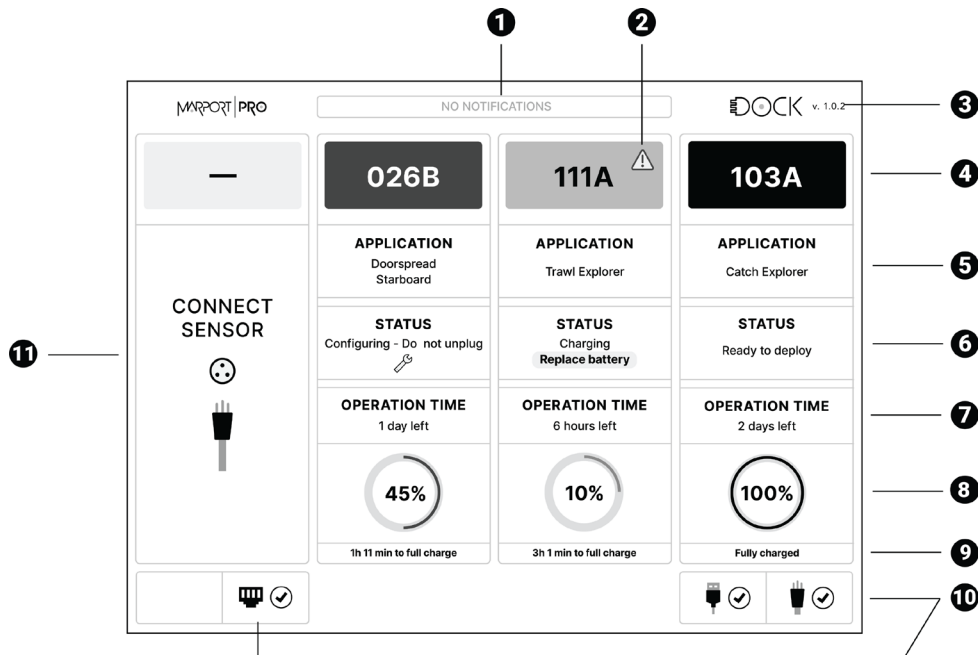 1
2
MARPORT PRO
NO NOTIFICATIONS
DOCK v. 1.0.2
3
026B
111A
103A
4
APPLICATION
Doorspread
Starboard
APPLICATION
Trawl Explorer
APPLICATION
Catch Explorer
5
CONNECT
SENSOR
11
STATUS
Configuring - Do not unplug
STATUS
Charging
Replace battery
STATUS
Ready to deploy
6
OPERATION TIME
1 day left
OPERATION TIME
6 hours left
OPERATION TIME
2 days left
7
45%
10%
100%
8
1h 11 min to full charge
3h 1 min to full charge
Fully charged
9
10